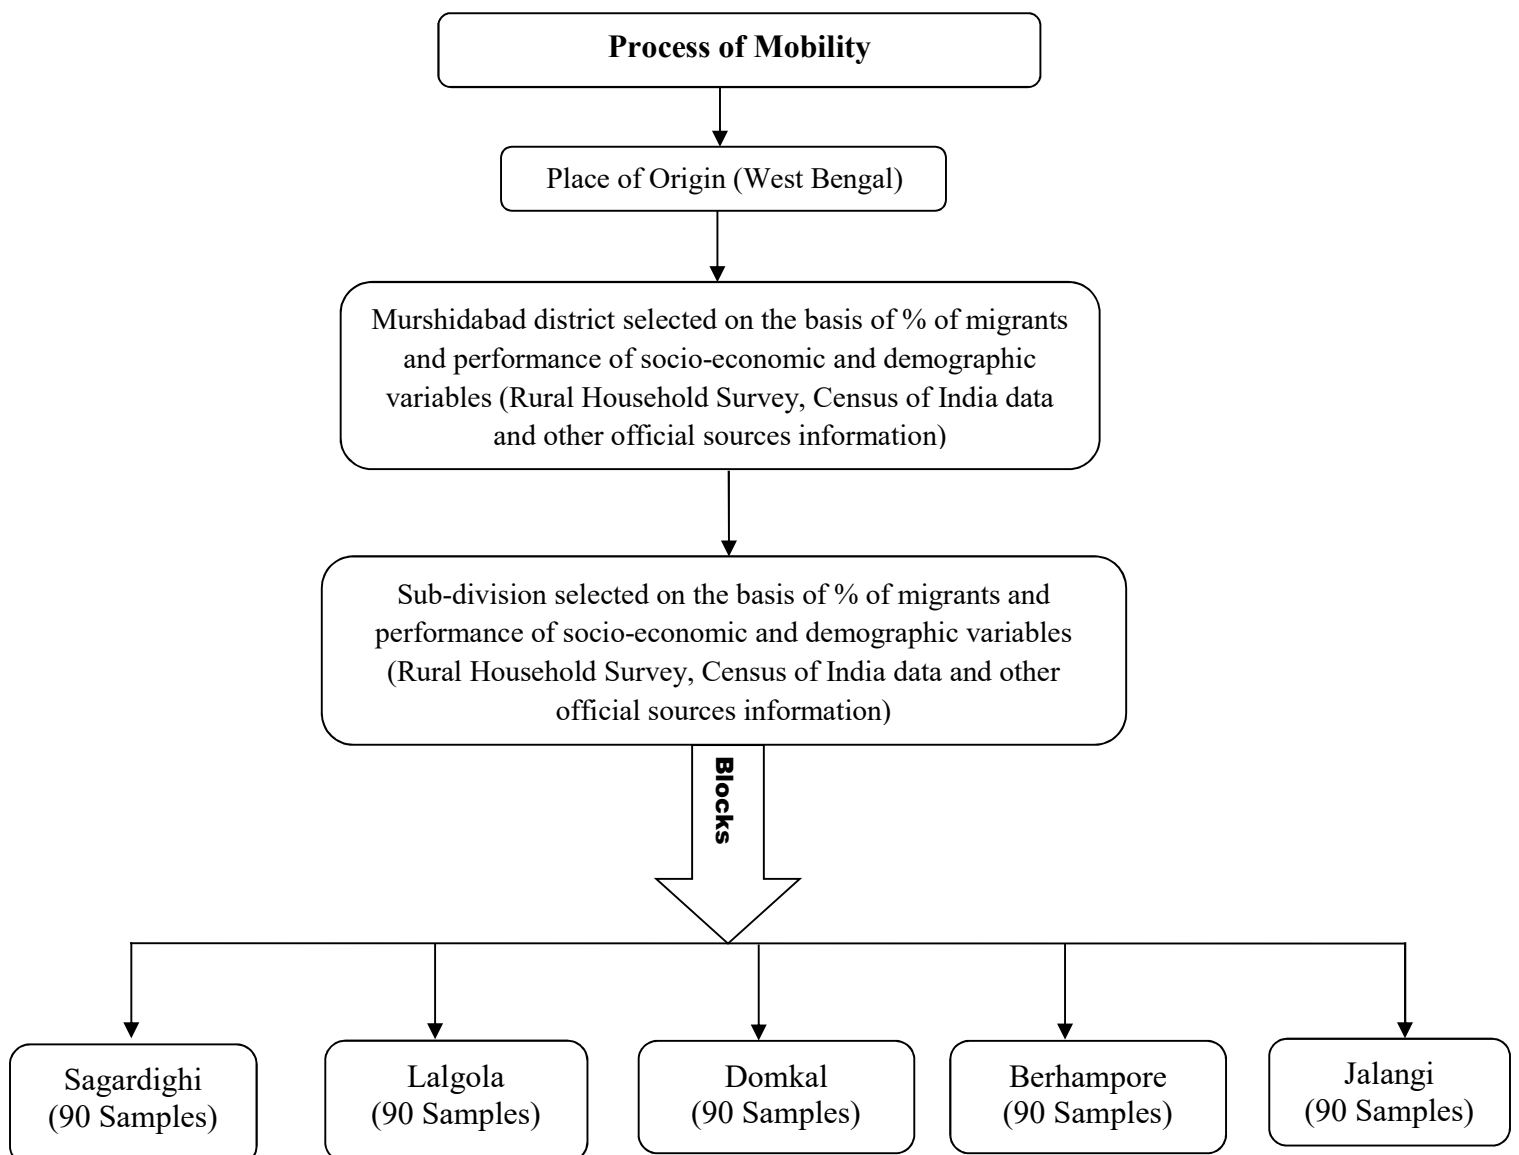 Process of Mobility
Place of Origin (West Bengal)
Murshidabad district selected on the basis of % of migrants
and performance of socio-economic and demographic
variables (Rural Household Survey, Census of India data
and other official sources information)
Sub-division selected on the basis of % of migrants and
performance of socio-economic and demographic variables
(Rural Household Survey, Census of India data and other
official sources information)
Blocks
Sagardighi
(90 Samples)
Lalgola
(90 Samples)
Domkal
(90 Samples)
Berhampore
(90 Samples)
Jalangi
(90 Samples)